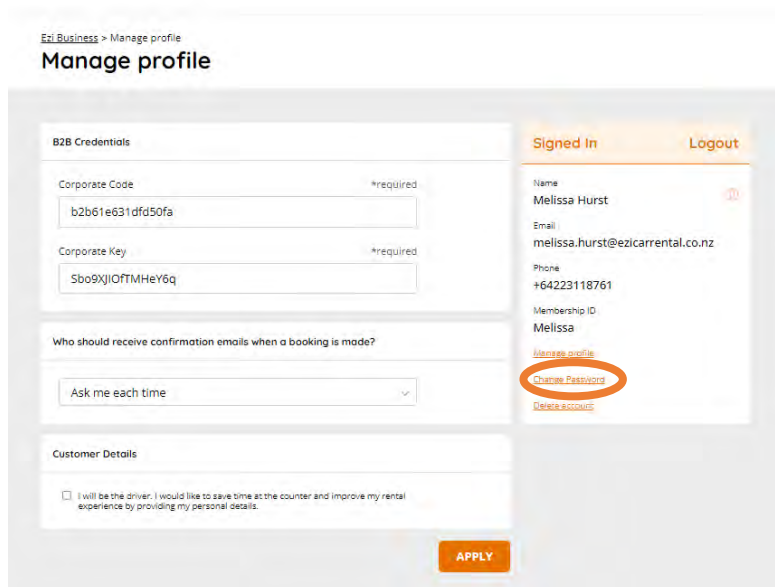 Ezi Business > Manage profile
Manage profile
B2B Credentials
Corporate Code *required
b2b61e631dfd50fa
Corporate Key *required
Sbo9XJIOfTMHeY6q
Who should receive confirmation emails when a booking is made?
Ask me each time
Customer Details
I will be the driver. I would like to save time at the counter and improve my rental
experience by providing my personal details.
APPLY
Signed In Logout
Name
Melissa Hurst
Email
melissa.hurst@ezicarrental.co.nz
Phone
+64223118761
Membership ID
Melissa
Manage profile
Change Password
Delete account